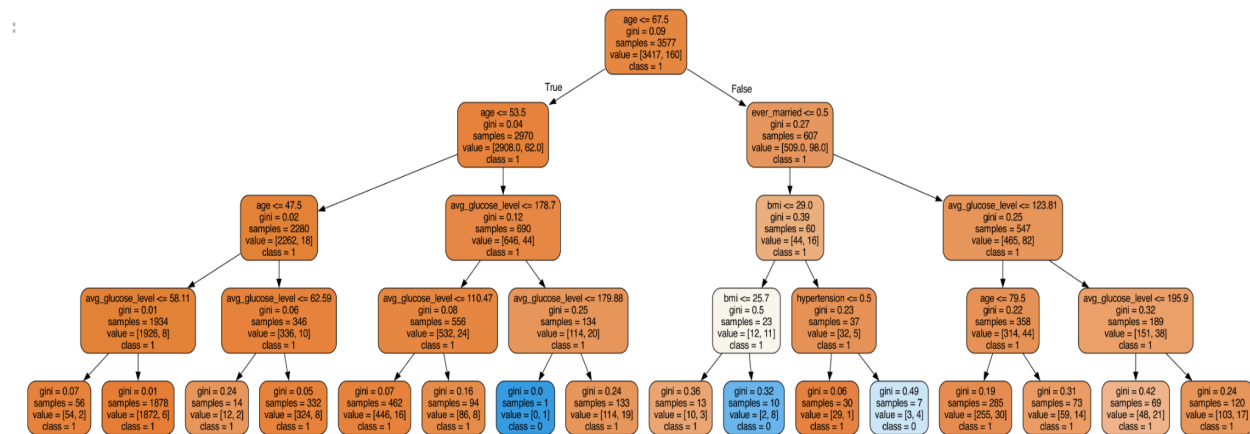 age <= 67.5
gini = 0.09
samples = 3577
value = [3417, 160]
class = 1
True
False
age <= 53.5
gini = 0.04
samples = 2970
value = [2908.0, 62.0]
class = 1
ever_married <= 0.5
gini = 0.27
samples = 607
value = [509.0, 98.0]
class = 1
age <= 47.5
gini = 0.02
samples = 2280
value = [2262, 18]
class = 1
avg_glucose_level <= 178.7
gini = 0.12
samples = 690
value = [646, 44]
class = 1
bmi <= 29.0
gini = 0.39
samples = 60
value = [44, 16]
class = 1
avg_glucose_level <= 123.81
gini = 0.25
samples = 547
value = [465, 82]
class = 1
avg_glucose_level <= 58.11
gini = 0.01
samples = 1934
value = [1926, 8]
class = 1
avg_glucose_level <= 62.59
gini = 0.06
samples = 346
value = [336, 10]
class = 1
avg_glucose_level <= 110.47
gini = 0.08
samples = 556
value = [532, 24]
class = 1
avg_glucose_level <= 179.88
gini = 0.25
samples = 134
value = [114, 20]
class = 1
bmi <= 25.7
gini = 0.5
samples = 23
value = [12, 11]
class = 1
hypertension <= 0.5
gini = 0.23
samples = 37
value = [32, 5]
class = 1
age <= 79.5
gini = 0.22
samples = 358
value = [314, 44]
class = 1
avg_glucose_level <= 195.9
gini = 0.32
samples = 189
value = [151, 38]
class = 1
gini = 0.07
samples = 56
value = [54, 2]
class = 1
gini = 0.01
samples = 1878
value = [1872, 6]
class = 1
gini = 0.24
samples = 14
value = [12, 2]
class = 1
gini = 0.05
samples = 332
value = [324, 8]
class = 1
gini = 0.07
samples = 462
value = [446, 16]
class = 1
gini = 0.16
samples = 94
value = [86, 8]
class = 1
gini = 0.0
samples = 1
value = [0, 1]
class = 0
gini = 0.24
samples = 133
value = [114, 19]
class = 1
gini = 0.36
samples = 13
value = [10, 3]
class = 1
gini = 0.32
samples = 10
value = [2, 8]
class = 0
gini = 0.06
samples = 30
value = [29, 1]
class = 1
gini = 0.49
samples = 7
value = [3, 4]
class = 0
gini = 0.19
samples = 285
value = [255, 30]
class = 1
gini = 0.31
samples = 73
value = [59, 14]
class = 1
gini = 0.42
samples = 69
value = [48, 21]
class = 1
gini = 0.24
samples = 120
value = [103, 17]
class = 1